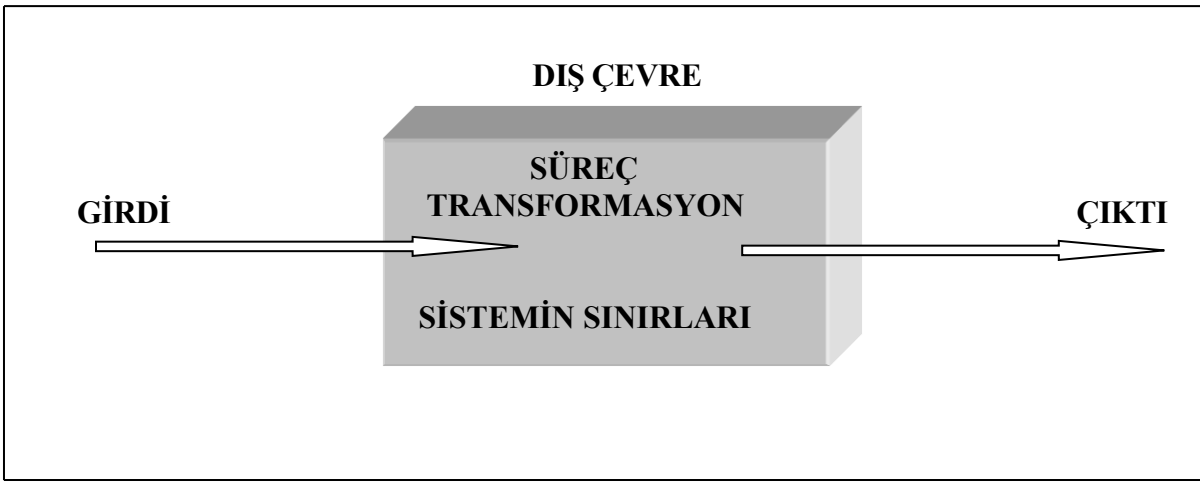 DIŞ ÇEVRE
SÜREÇ
TRANSFORMASYON
GİRDİ
ÇIKTI
SİSTEMİN SINIRLARI